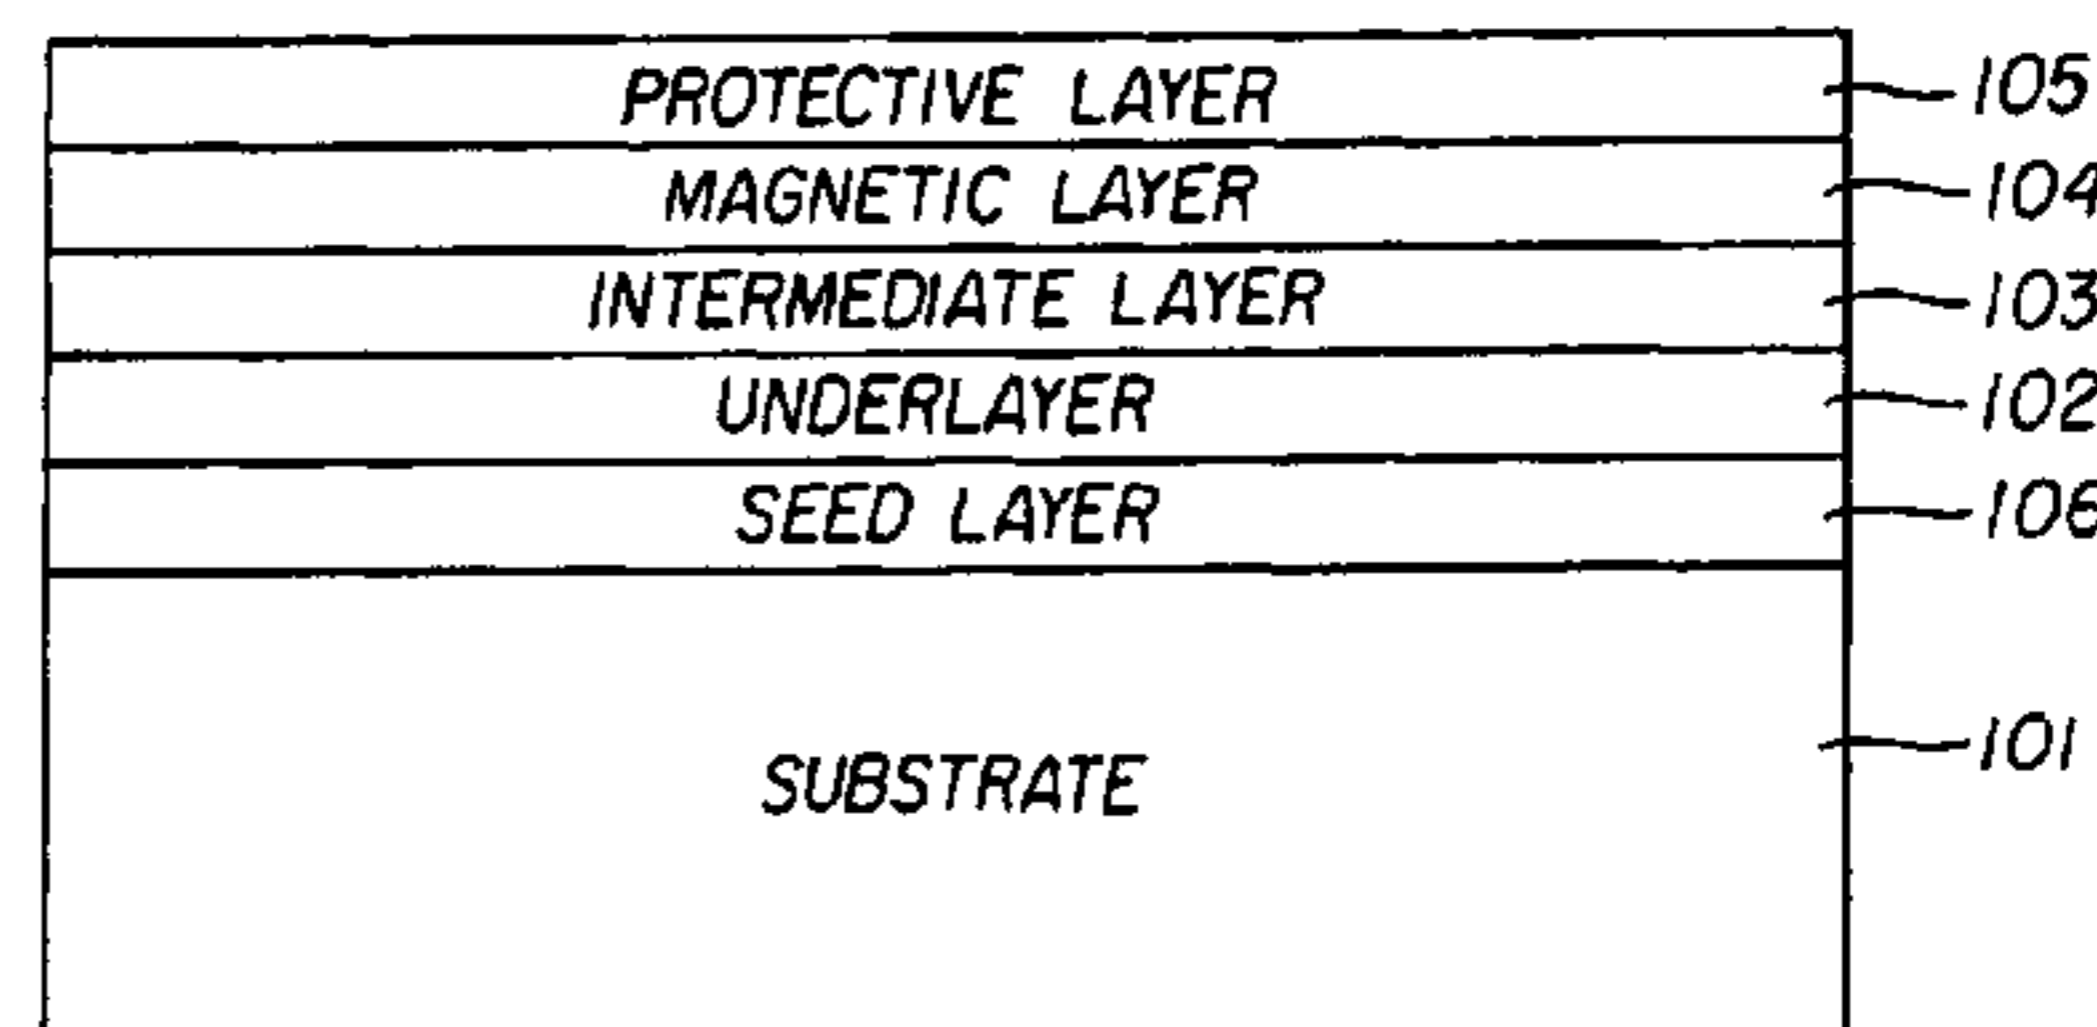 PROTECTIVE LAYER 105
MAGNETIC LAYER 104
INTERMEDIATE LAYER 103
UNDERLAYER 102
SEED LAYER 106
SUBSTRATE 101